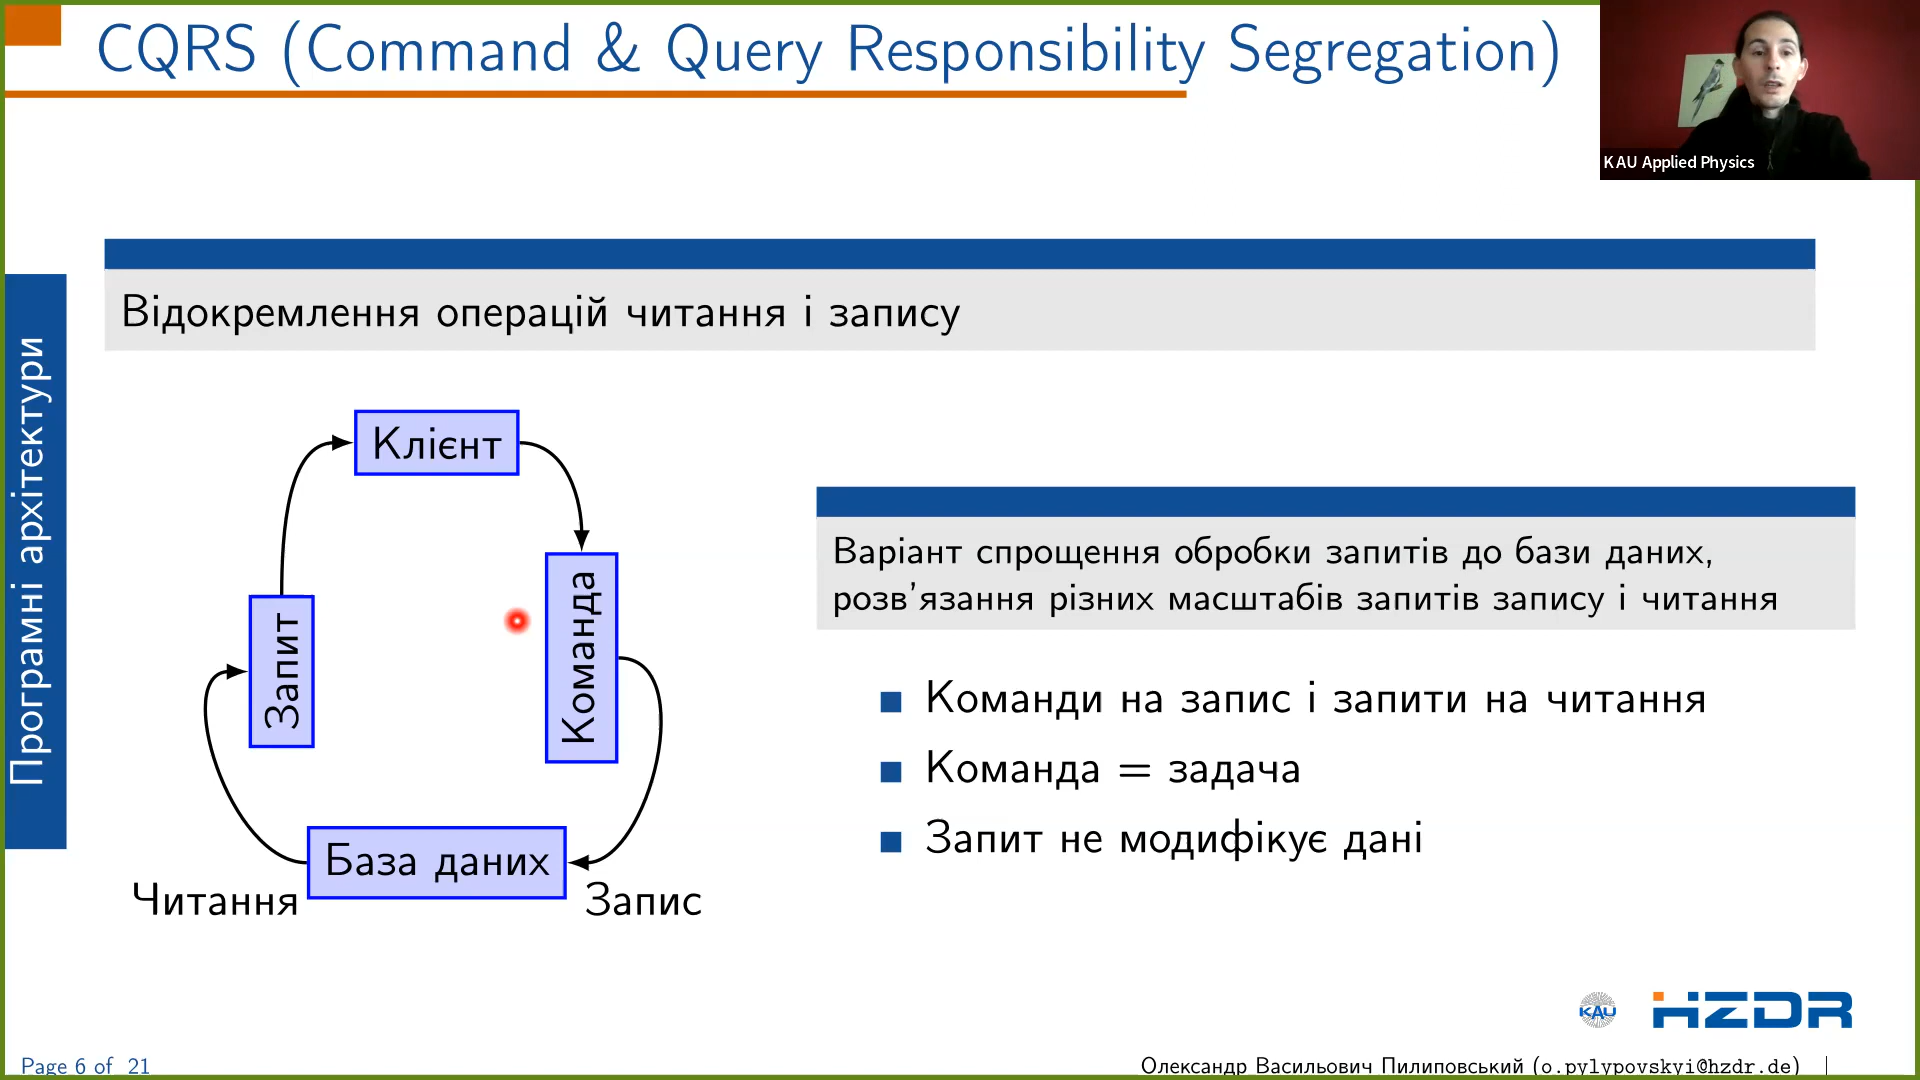 CQRS (Command & Query Responsibility Segregation)
KAU Applied Physics
Програмні архітектури
Відокремлення операцій читання і запису
Клієнт
Запит
Команда
База даних
Читання
Запис
Варіант спрощення обробки запитів до бази даних,
розв'язання різних масштабів запитів запису і читання
Команди на запис і запити на читання
Команда = задача
Запит не модифікує дані
KAU
HZDR
Page 6 of 21
Олександр Васильович Пилиповський (o.pylypovskyi@hzdr.de)